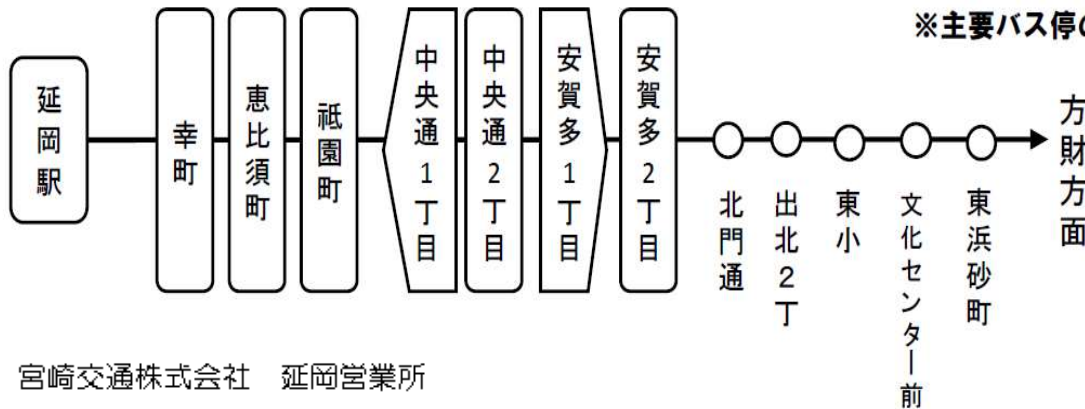 ※主要バス停の
延岡駅
幸町
恵比須町
祇園町
中央通1丁目
中央通2丁目
安賀多1丁目
安賀多2丁目
北門通
出北2丁
東小
文化センター前
東浜砂町
方財方面
宮崎交通株式会社 延岡営業所